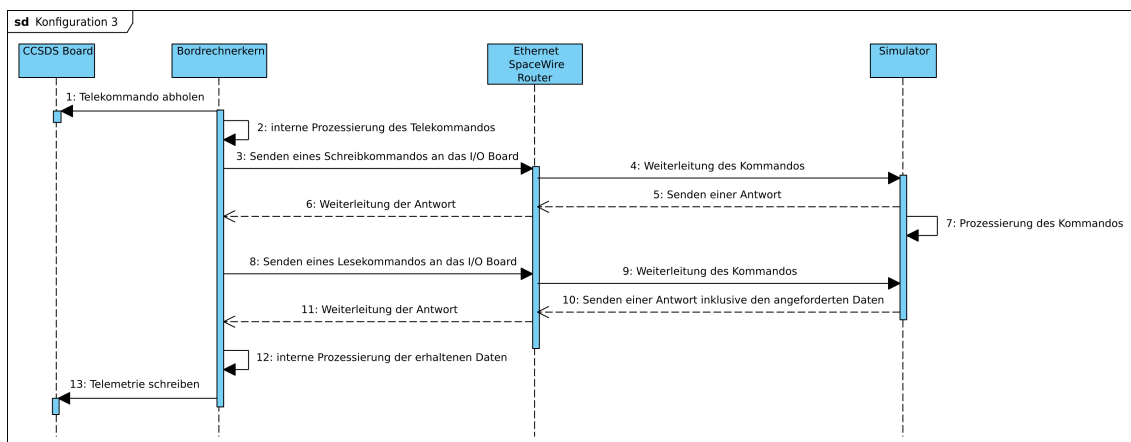 sd Konfiguration 3
CCSDS Board
Bordrechnerkern
Ethernet
SpaceWire
Router
Simulator
1: Telekommando abholen
2: interne Prozessierung des Telekommandos
3: Senden eines Schreibkommandos an das I/O Board
4: Weiterleitung des Kommandos
5: Senden einer Antwort
6: Weiterleitung der Antwort
7: Prozessierung des Kommandos
8: Senden eines Lesekommandos an das I/O Board
9: Weiterleitung des Kommandos
10: Senden einer Antwort inklusive den angeforderten Daten
11: Weiterleitung der Antwort
12: interne Prozessierung der erhaltenen Daten
13: Telemetrie schreiben